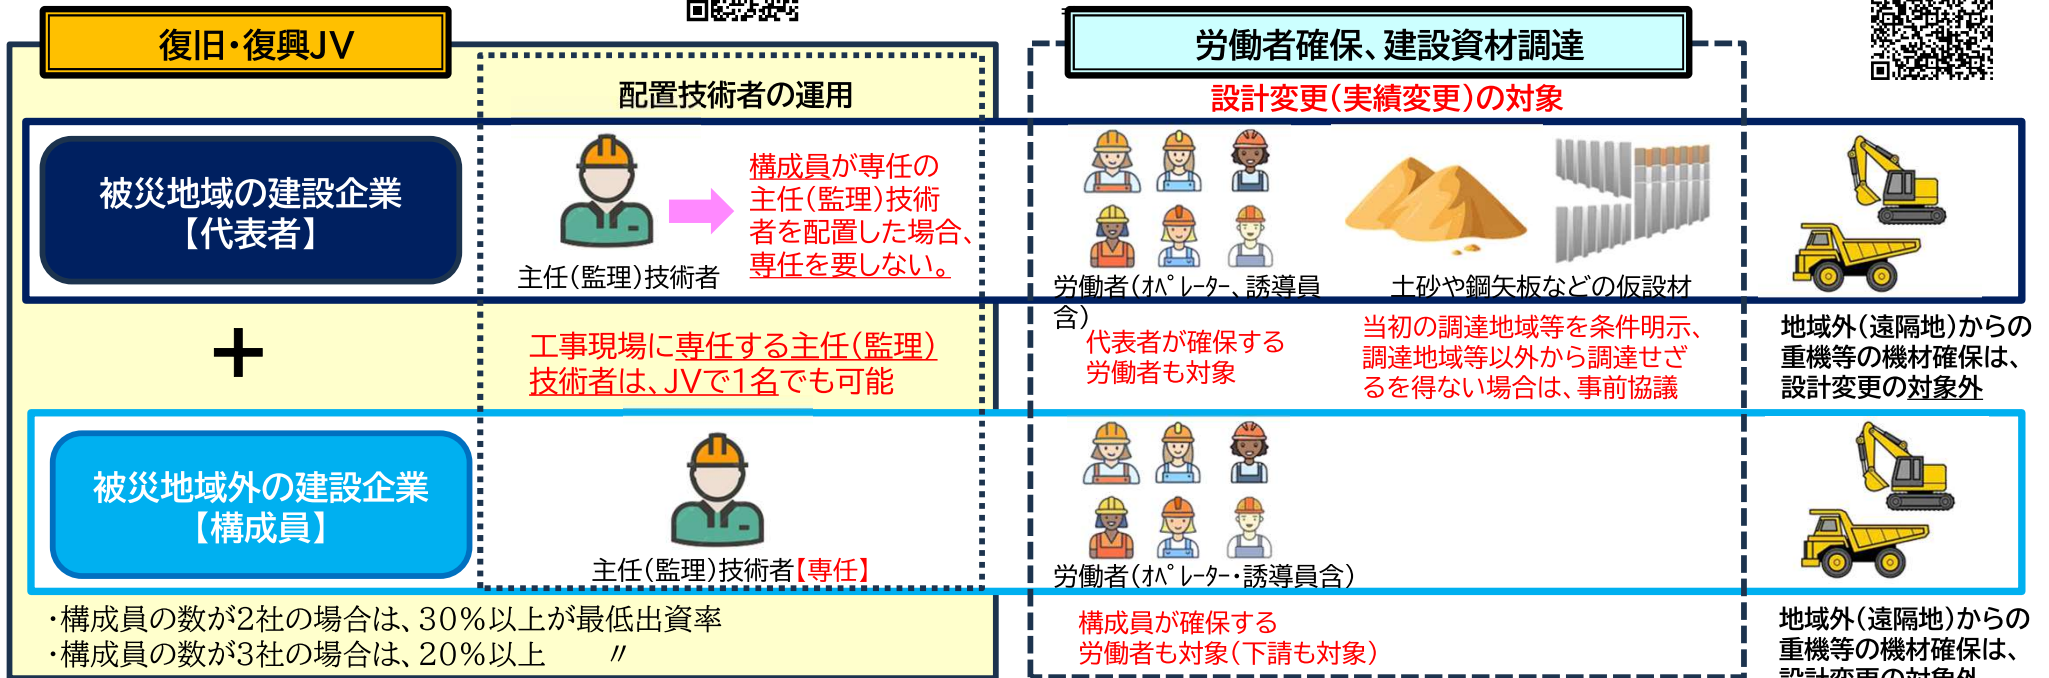 復旧・復興JV
労働者確保、建設資材調達
配置技術者の運用
設計変更(実績変更)の対象
被災地域の建設企業
【代表者】
主任(監理)技術者
構成員が専任の
主任(監理)技術
者を配置した場合、
専任を要しない。
労働者(ｵﾍﾟﾚｰﾀｰ、誘導員
含)
土砂や鋼矢板などの仮設材
+
工事現場に専任する主任(監理)
技術者は、JVで1名でも可能
代表者が確保する
労働者も対象
当初の調達地域等を条件明示、
調達地域等以外から調達せざ
るを得ない場合は、事前協議
地域外(遠隔地)からの
重機等の機材確保は、
設計変更の対象外
被災地域外の建設企業
【構成員】
主任(監理)技術者【専任】
労働者(ｵﾍﾟﾚｰﾀｰ・誘導員含)
・構成員の数が2社の場合は、30%以上が最低出資率
・構成員の数が3社の場合は、20%以上 〃
構成員が確保する
労働者も対象(下請も対象)
地域外(遠隔地)からの
重機等の機材確保は、
設計変更の対象外